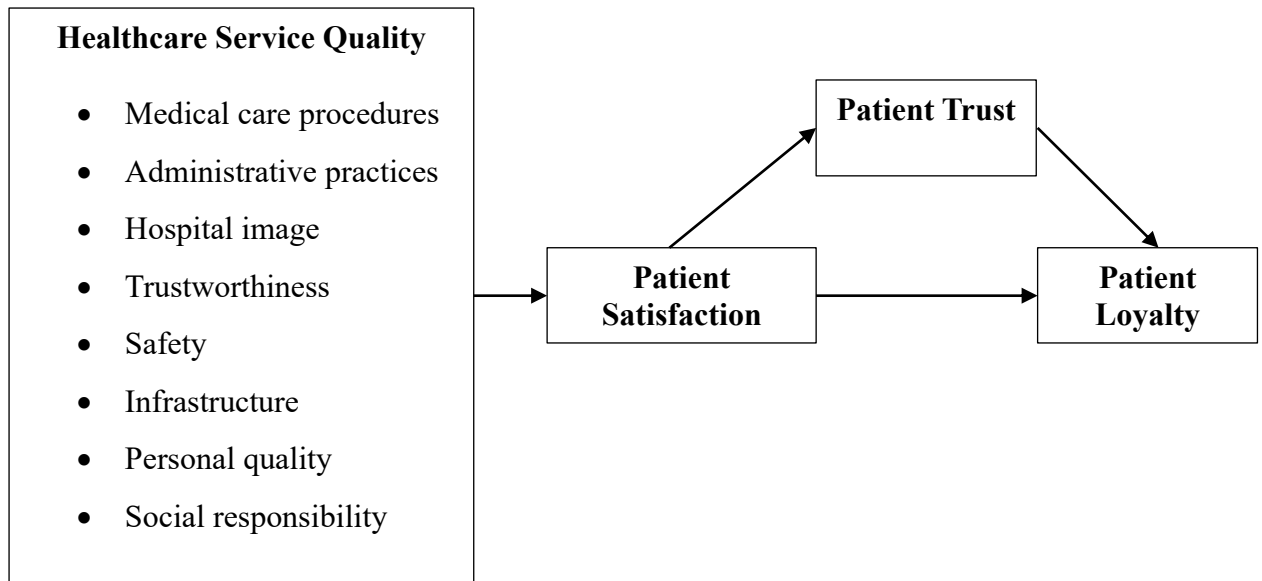 Healthcare Service Quality
• Medical care procedures
• Administrative practices
• Hospital image
• Trustworthiness
• Safety
• Infrastructure
• Personal quality
• Social responsibility
Patient
Satisfaction
Patient Trust
Patient
Loyalty